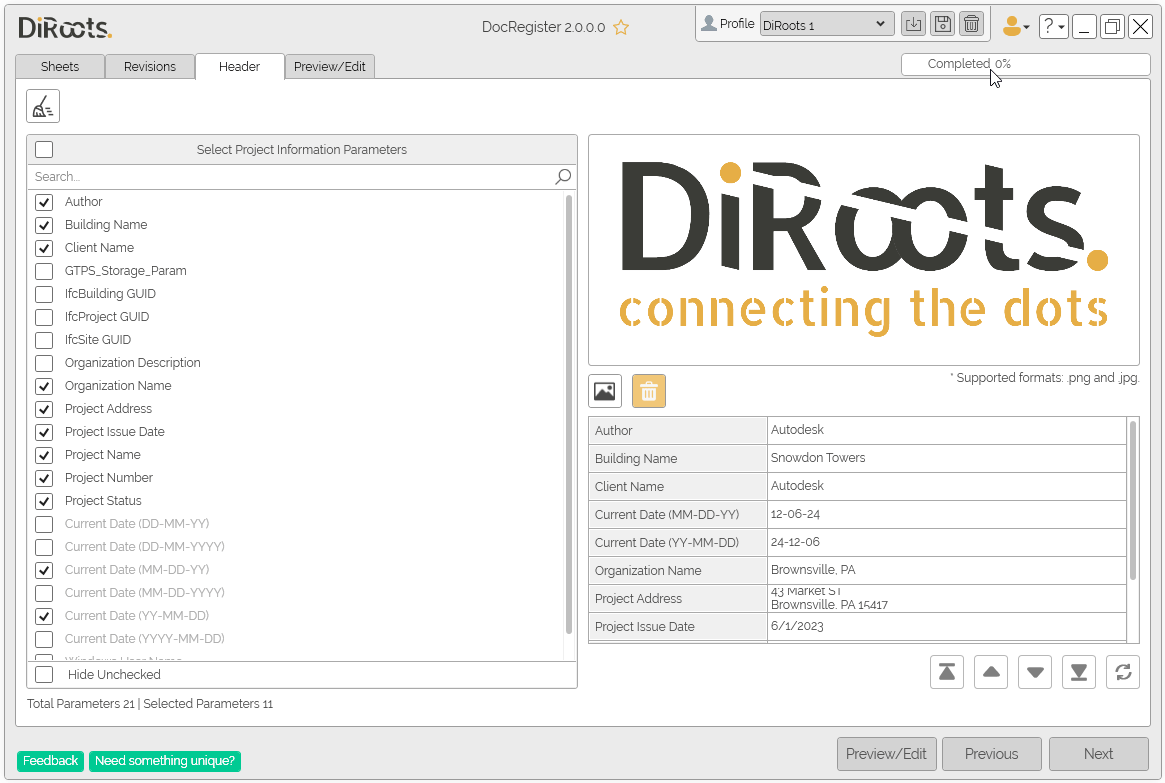 DiRoots.
DocRegister 2.0.0.0
Profile
DiRoots 1
?
Sheets
Revisions
Header
Preview/Edit
Completed 0%
Select Project Information Parameters
Search...
Author
Building Name
Client Name
GTPS_Storage_Param
IfcBuilding GUID
IfcProject GUID
IfcSite GUID
Organization Description
Organization Name
Project Address
Project Issue Date
Project Name
Project Number
Project Status
Current Date (DD-MM-YY)
Current Date (DD-MM-YYYY)
Current Date (MM-DD-YY)
Current Date (MM-DD-YYYY)
Current Date (YY-MM-DD)
Current Date (YYYY-MM-DD)
Windows User Name
Hide Unchecked
Total Parameters 21 | Selected Parameters 11
DiRoots.
connecting the dots
* Supported formats: .png and .jpg.
Author Autodesk
Building Name Snowdon Towers
Client Name Autodesk
Current Date (MM-DD-YY) 12-06-24
Current Date (YY-MM-DD) 24-12-06
Organization Name Brownsville, PA
Project Address 43 Market ST
Brownsville, PA 15417
Project Issue Date 6/1/2023
Feedback
Need something unique?
Preview/Edit
Previous
Next